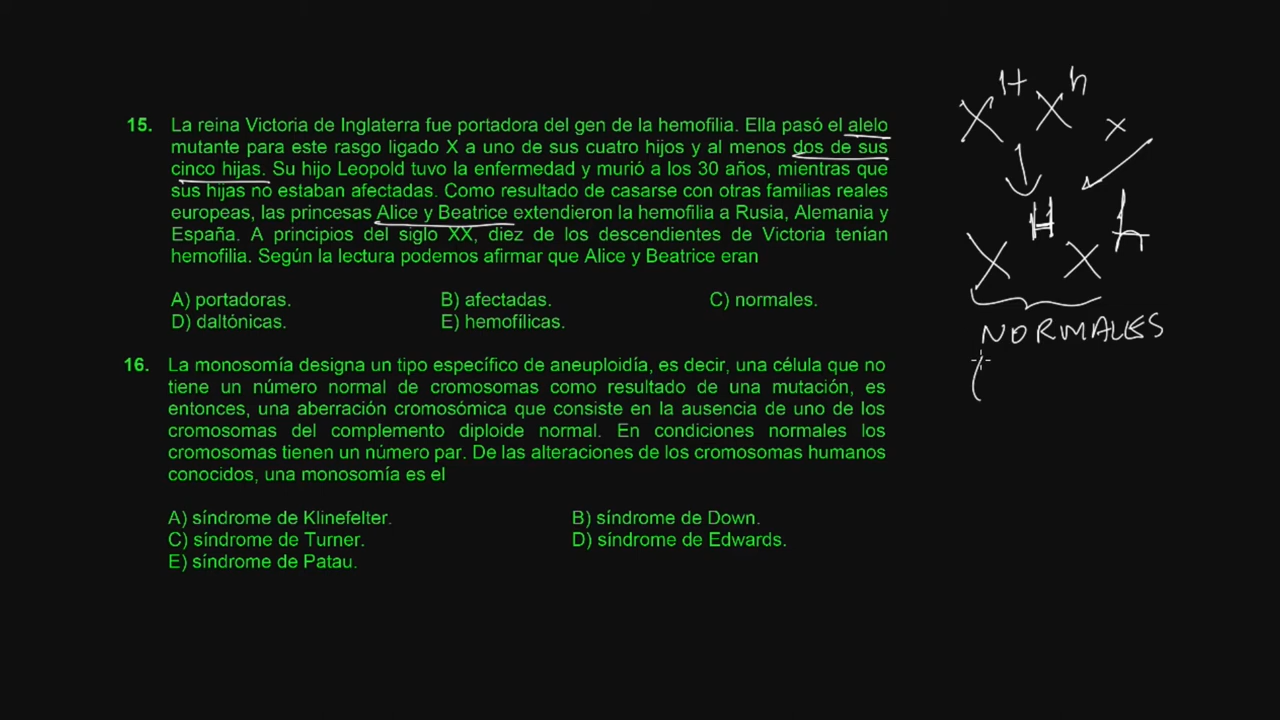 15. La reina Victoria de Inglaterra fue portadora del gen de la hemofilia. Ella pasó el alelo
mutante para este rasgo ligado X a uno de sus cuatro hijos y al menos dos de sus
cinco hijas. Su hijo Leopold tuvo la enfermedad y murió a los 30 años, mientras que
sus hijas no estaban afectadas. Como resultado de casarse con otras familias reales
europeas, las princesas Alice y Beatrice extendieron la hemofilia a Rusia, Alemania y
España. A principios del siglo XX, diez de los descendientes de Victoria tenían
hemofilia. Según la lectura podemos afirmar que Alice y Beatrice eran
A) portadoras. B) afectadas. C) normales.
D) daltónicas. E) hemofílicas.
16. La monosomía designa un tipo específico de aneuploidía, es decir, una célula que no
tiene un número normal de cromosomas como resultado de una mutación, es
entonces, una aberración cromosómica que consiste en la ausencia de uno de los
cromosomas del complemento diploide normal. En condiciones normales los
cromosomas tienen un número par. De las alteraciones de los cromosomas humanos
conocidos, una monosomía es el
A) síndrome de Klinefelter. B) síndrome de Down.
C) síndrome de Turner. D) síndrome de Edwards.
E) síndrome de Patau.
X^H X^h x
X^H X^h
NORMALES
(